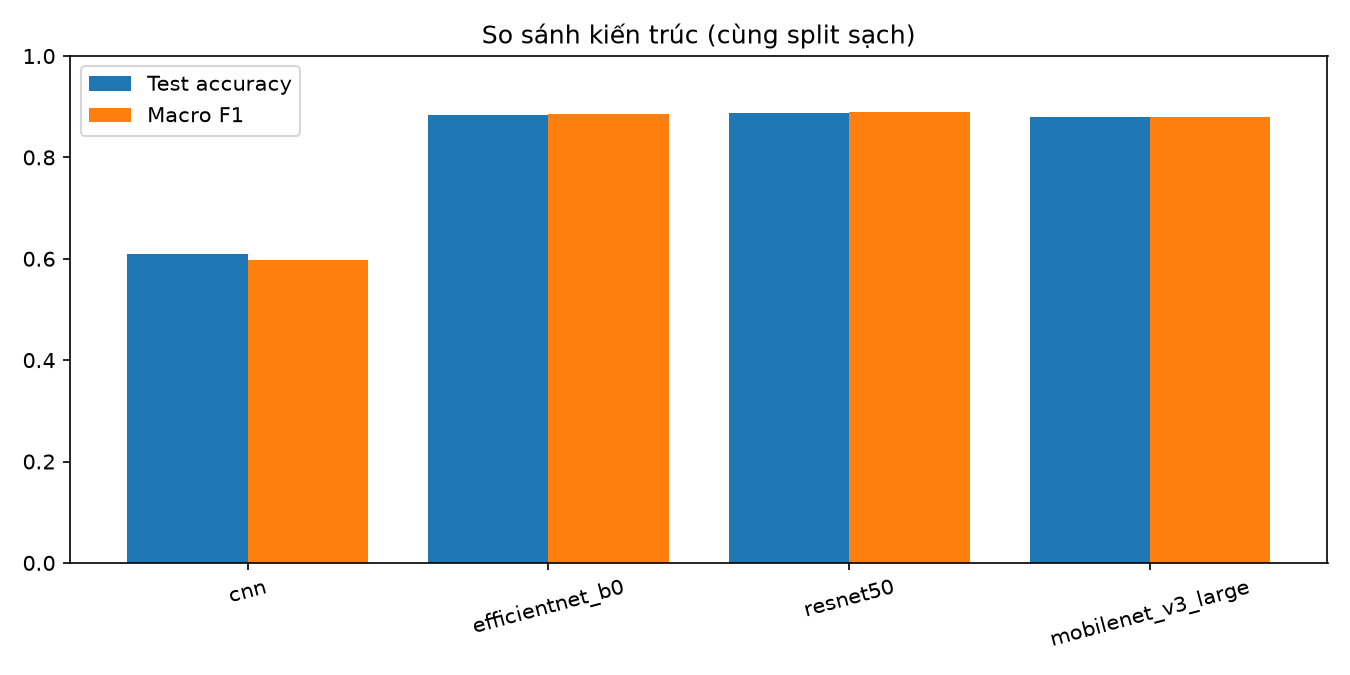 So sánh kiến trúc (cùng split sạch)
1.0
0.8
0.6
0.4
0.2
0.0
Test accuracy
Macro F1
cnn
efficientnet_b0
resnet50
mobilenet_v3_large